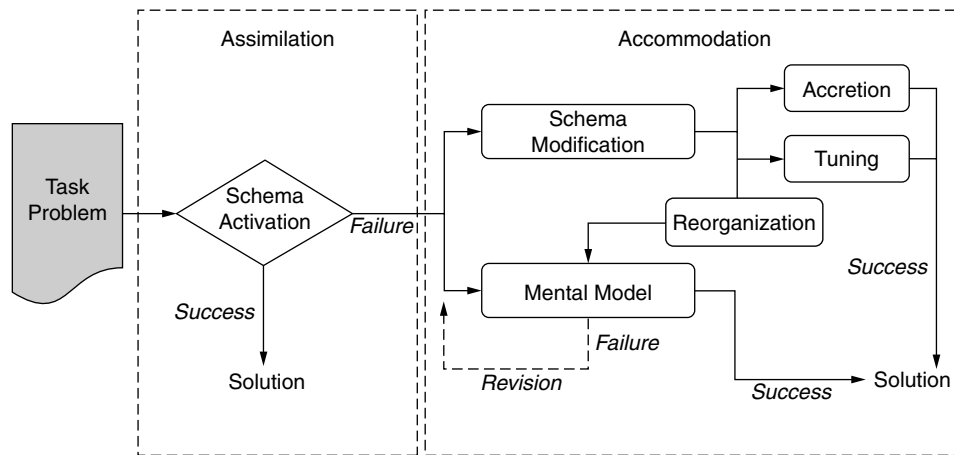 Assimilation
Accommodation
Task
Problem
Schema
Activation
Failure
Success
Solution
Schema
Modification
Accretion
Tuning
Reorganization
Mental Model
Failure
Revision
Success
Success
Solution